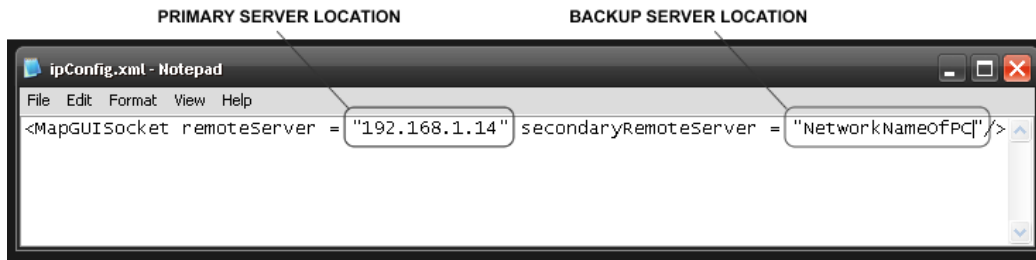 PRIMARY SERVER LOCATION BACKUP SERVER LOCATION
ipConfig.xml - Notepad
File Edit Format View Help
<MapGUISocket remoteServer = "192.168.1.14" secondaryRemoteServer = "NetworkNameOfPC"/>